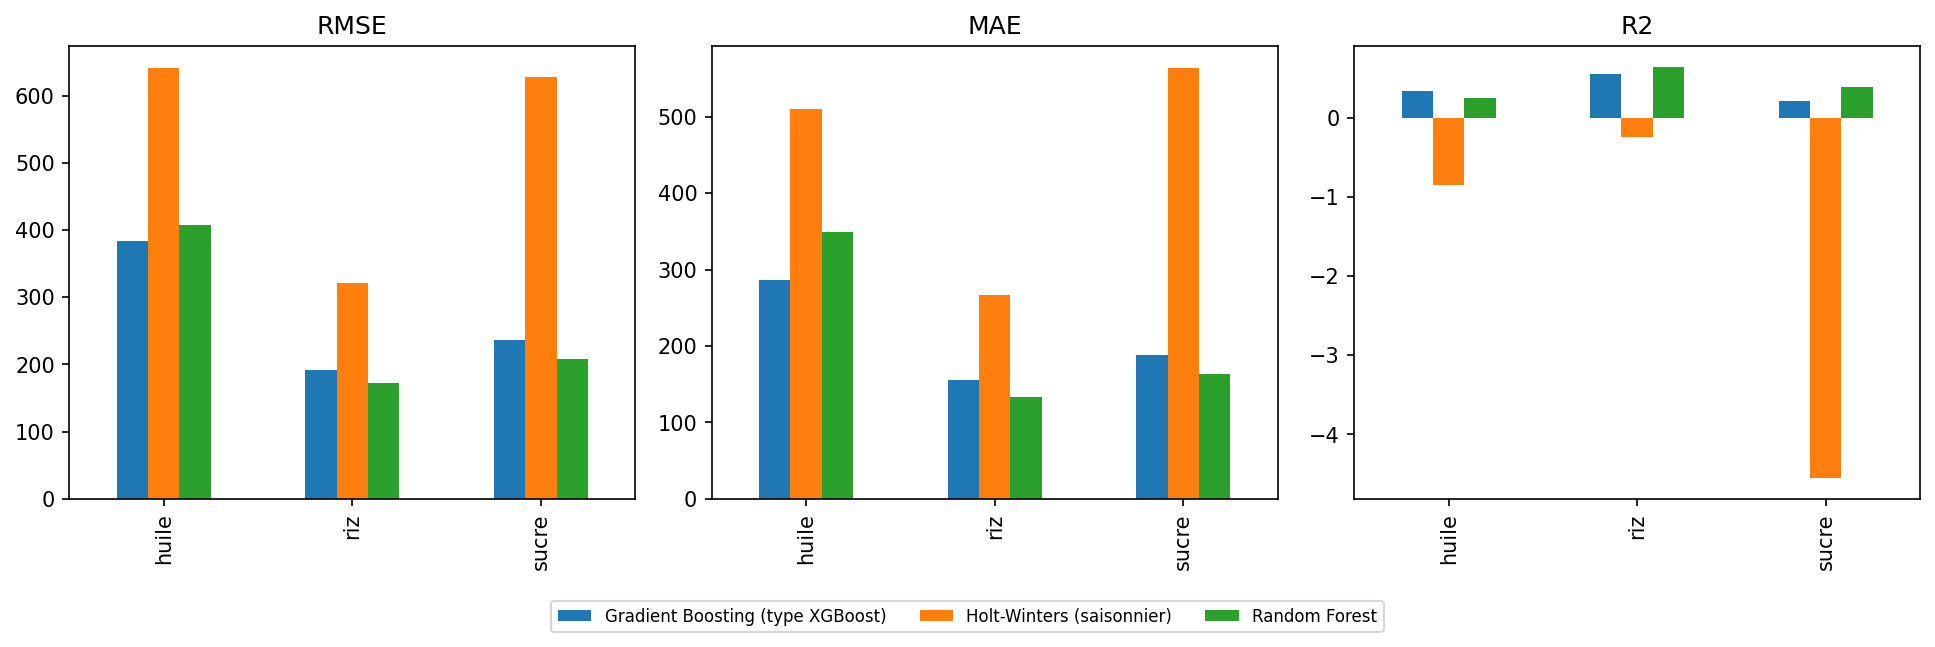 RMSE
600
500
400
300
200
100
0
huile
riz
sucre
MAE
500
400
300
200
100
0
huile
riz
sucre
R2
0
−1
−2
−3
−4
huile
riz
sucre
Gradient Boosting (type XGBoost)
Holt-Winters (saisonnier)
Random Forest